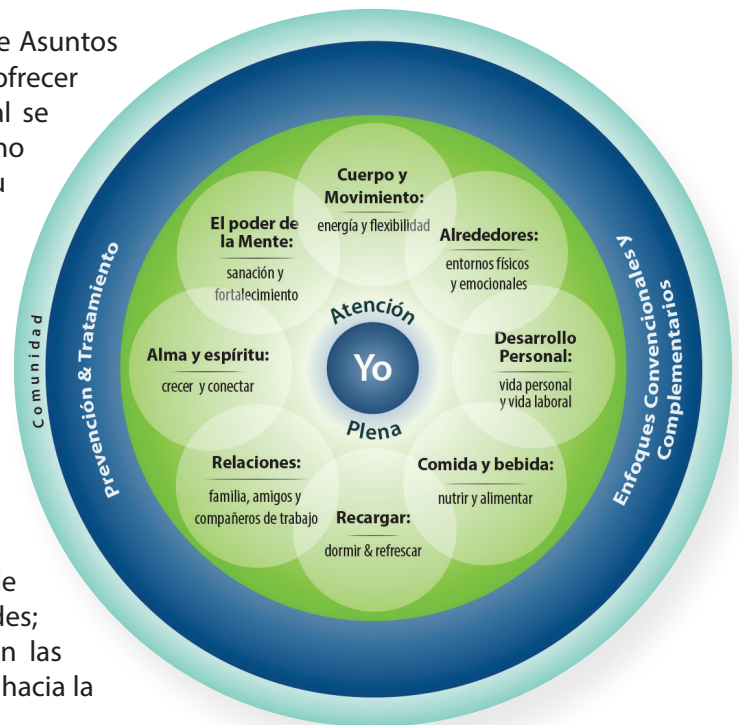 e Asuntos
ofrecer
al se
no
u
Comunidad
Prevención & Tratamiento
Enfoques Convencionales y
Complementarios
Cuerpo y
Movimiento:
energía y flexibilidad
Alrededores:
entornos físicos
y emocionales
Desarrollo
Personal:
vida personal
y vida laboral
Comida y bebida:
nutrir y alimentar
Recargar:
dormir & refrescar
Relaciones:
familia, amigos y
compañeros de trabajo
Alma y espíritu:
crecer y conectar
El poder de
la Mente:
sanación y
fortalecimiento
Atención
Yo
Plena
le
des;
n las
hacia la